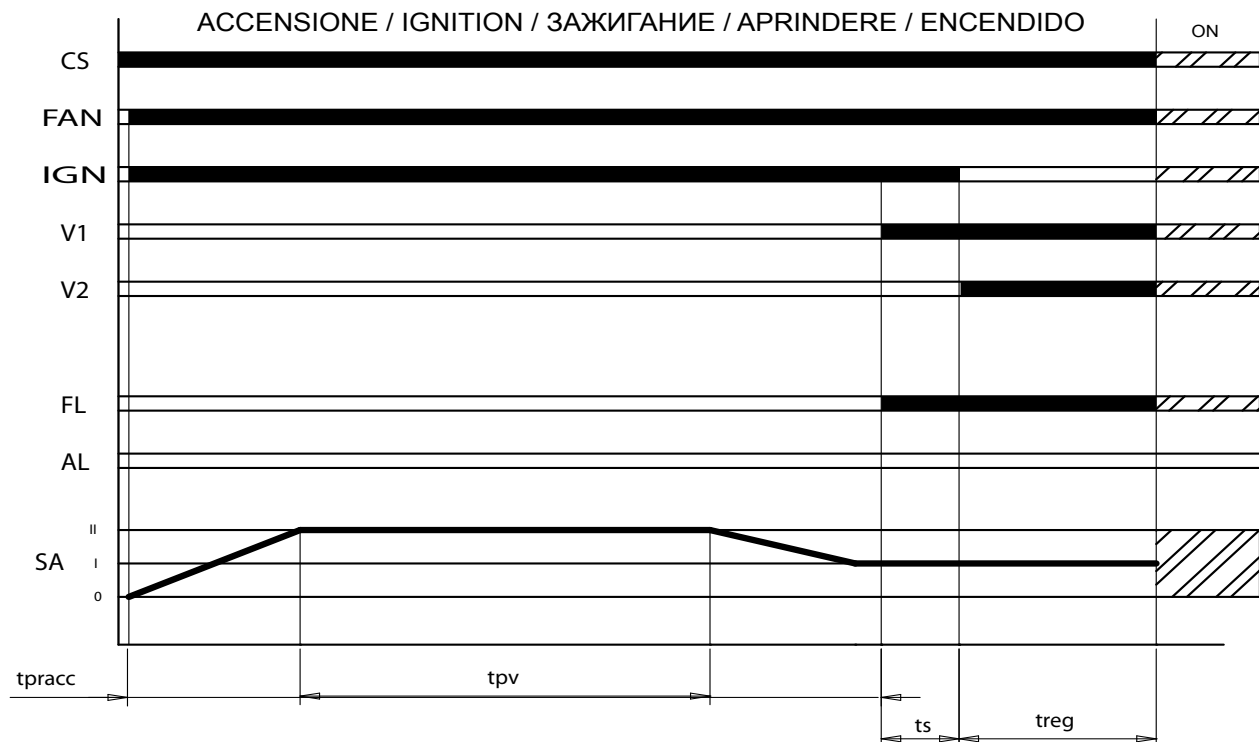 ACCENSIONE / IGNITION / ЗАЖИГАНИЕ / APRINDERE / ENCENDIDO
ON
CS
FAN
IGN
V1
V2
FL
AL
II
SA I
0
tpracc
tpv
ts
treg